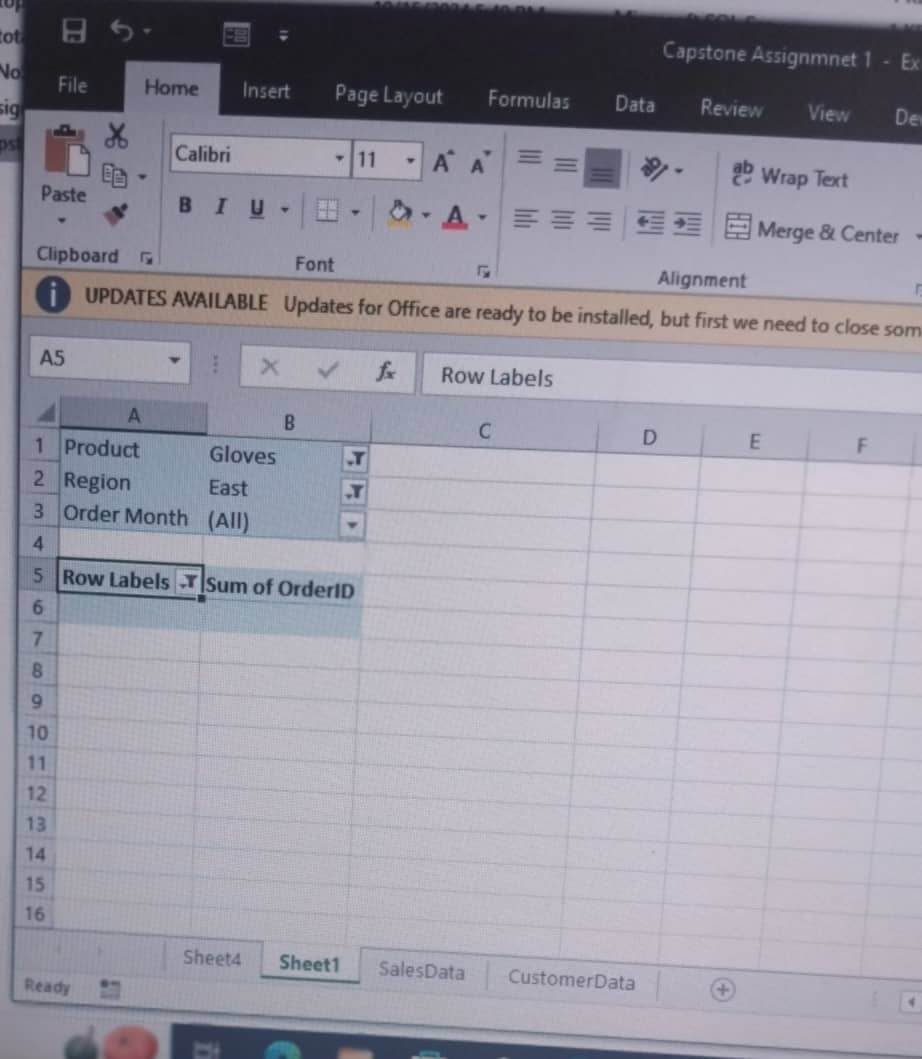 Capstone Assignmnet 1 - Ex
File Home Insert Page Layout Formulas Data Review View De
Calibri 11
Wrap Text
Paste
B I U
Merge & Center
Clipboard Font Alignment
UPDATES AVAILABLE Updates for Office are ready to be installed, but first we need to close som
A5 fx Row Labels
A B C D E F
1 Product Gloves
2 Region East
3 Order Month (All)
4
5 Row Labels Sum of OrderID
6
7
8
9
10
11
12
13
14
15
16
Sheet4 Sheet1 SalesData CustomerData
Ready